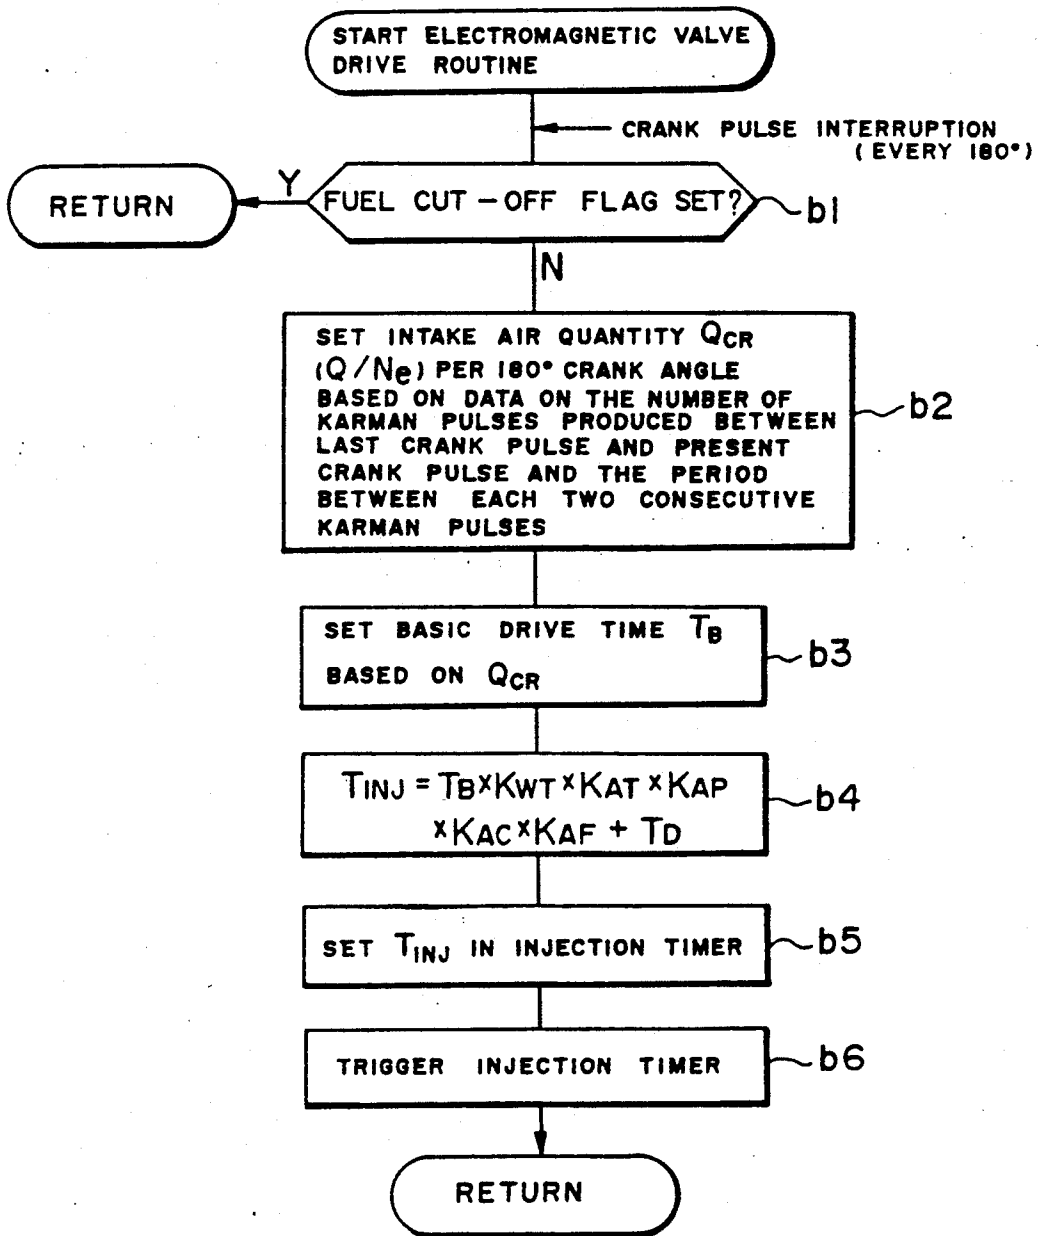 START ELECTROMAGNETIC VALVE
DRIVE ROUTINE
CRANK PULSE INTERRUPTION
(EVERY 180°)
RETURN
Y
FUEL CUT-OFF FLAG SET?
b1
N
SET INTAKE AIR QUANTITY QCR
(Q/Ne) PER 180° CRANK ANGLE
BASED ON DATA ON THE NUMBER OF
KARMAN PULSES PRODUCED BETWEEN
LAST CRANK PULSE AND PRESENT
CRANK PULSE AND THE PERIOD
BETWEEN EACH TWO CONSECUTIVE
KARMAN PULSES
b2
SET BASIC DRIVE TIME TB
BASED ON QCR
b3
TINJ = TB×KWT×KAT×KAP
×KAC×KAF + TD
b4
SET TINJ IN INJECTION TIMER
b5
TRIGGER INJECTION TIMER
b6
RETURN